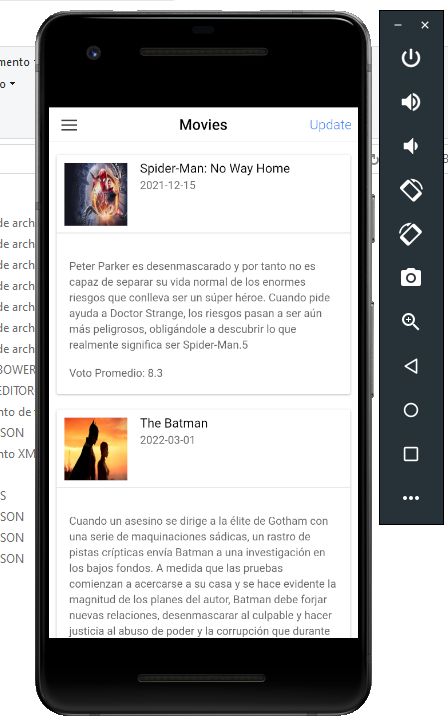 mento
o
Movies
Update
Spider-Man: No Way Home
2021-12-15
Peter Parker es desenmascarado y por tanto no es
capaz de separar su vida normal de los enormes
riesgos que conlleva ser un súper héroe. Cuando pide
ayuda a Doctor Strange, los riesgos pasan a ser aún
más peligrosos, obligándole a descubrir lo que
realmente significa ser Spider-Man.5
Voto Promedio: 8.3
The Batman
2022-03-01
Cuando un asesino se dirige a la élite de Gotham con
una serie de maquinaciones sádicas, un rastro de
pistas crípticas envía Batman a una investigación en
los bajos fondos. A medida que las pruebas
comienzan a acercarse a su casa y se hace evidente la
magnitud de los planes del autor, Batman debe forjar
nuevas relaciones, desenmascarar al culpable y hacer
justicia al abuso de poder y la corrupción que durante
de arch
de arch
de arch
de arch
de arch
de arch
de arch
BOWER
EDITOR
nto de
SON
nto XM
S
SON
SON
SON